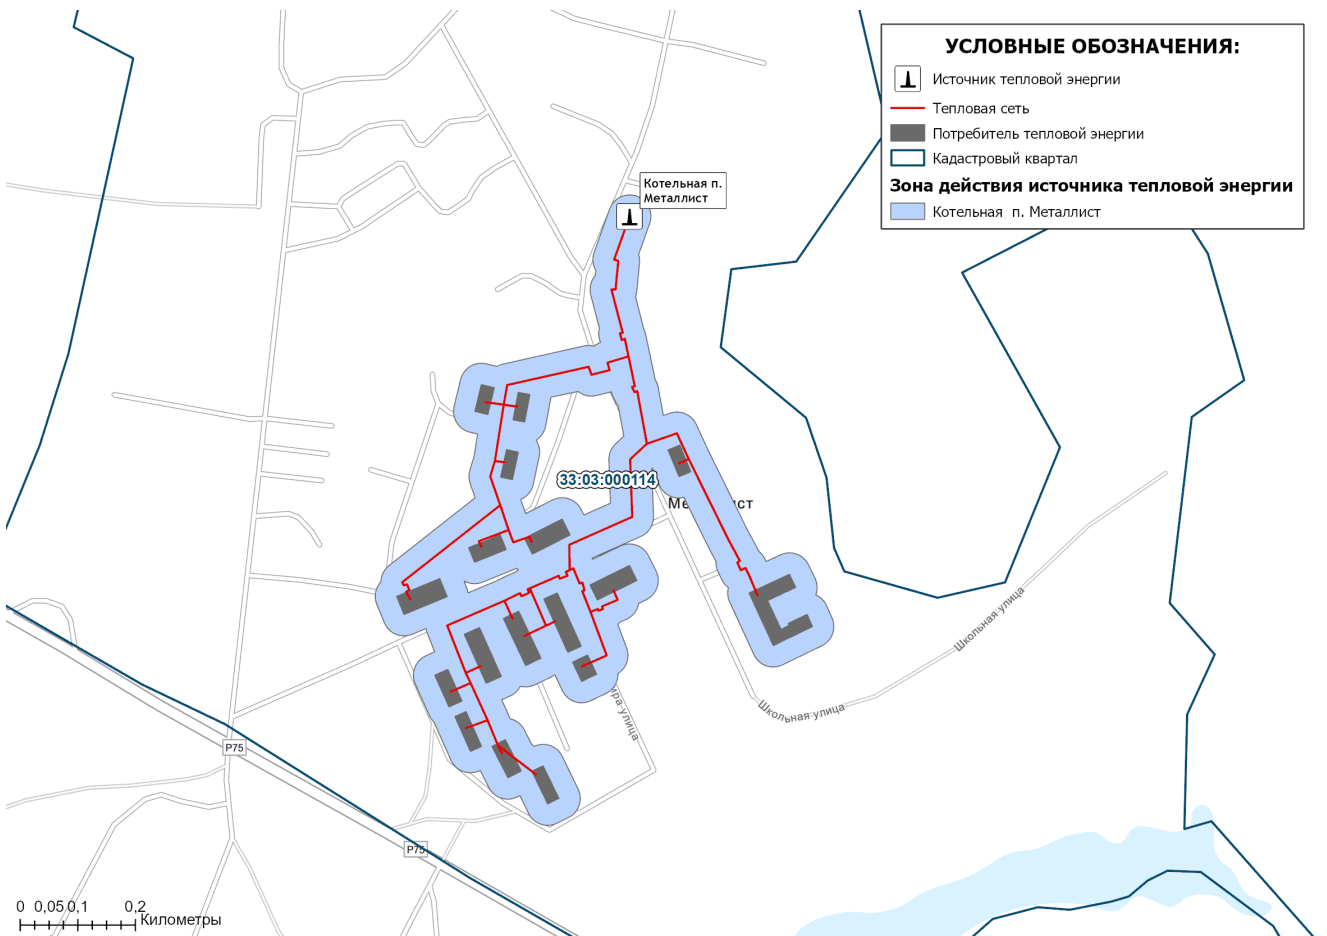 УСЛОВНЫЕ ОБОЗНАЧЕНИЯ:
Источник тепловой энергии
Тепловая сеть
Потребитель тепловой энергии
Кадастровый квартал
Зона действия источника тепловой энергии
Котельная п. Металлист
Котельная п.
Металлист
33:03:000114
Школьная улица
Школьная улица
Р75
Р75
0 0,05 0,1 0,2
Километры